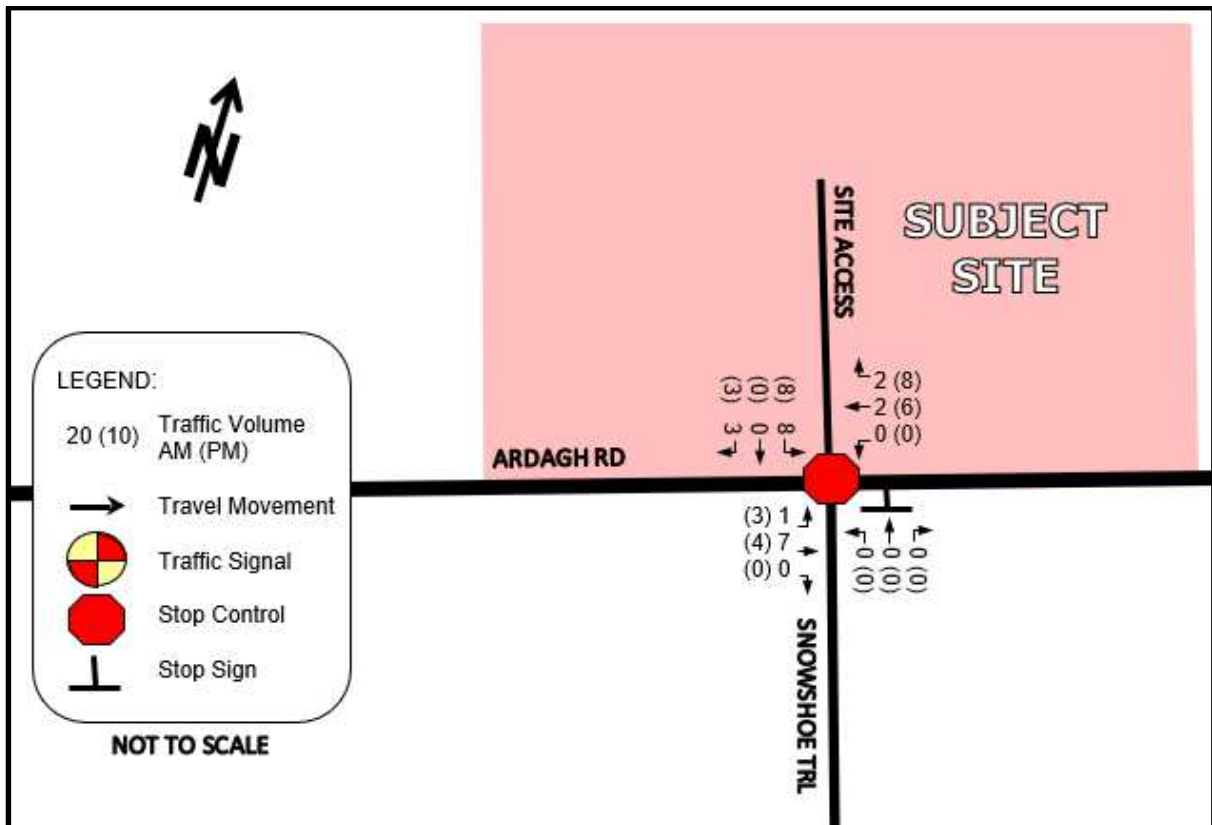 N
SUBJECT
SITE
SITE ACCESS
LEGEND:
20 (10) Traffic Volume
AM (PM)
Travel Movement
Traffic Signal
Stop Control
Stop Sign
NOT TO SCALE
ARDAGH RD
(3) 3
(0) 0
(8) 8
2 (8)
2 (6)
0 (0)
(3) 1
(4) 7
(0) 0
0 (0)
0 (0)
0 (0)
SNOWSHOE TRL